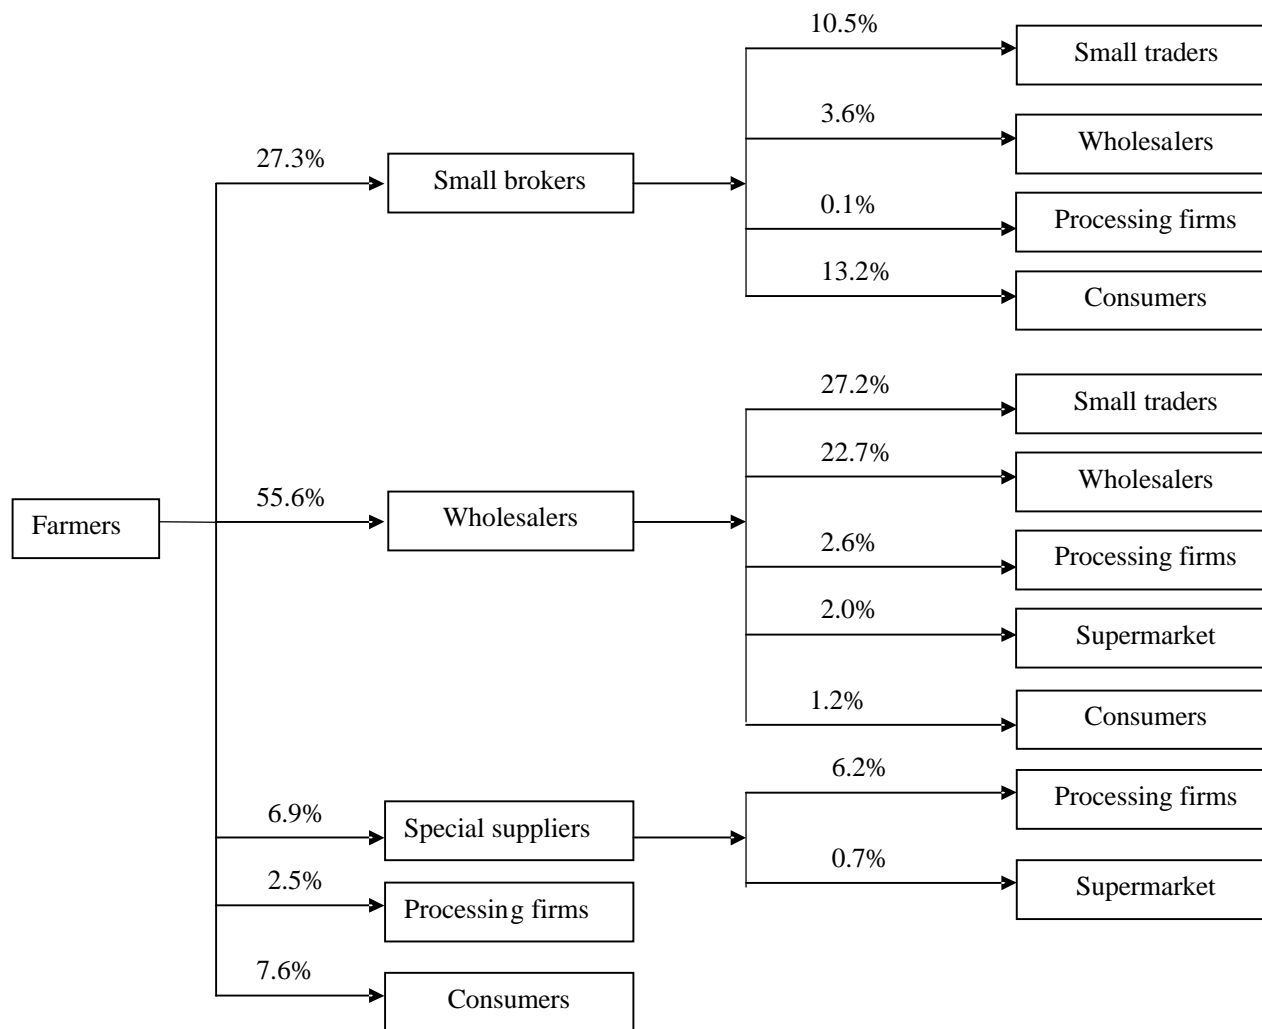 10.5%
Small traders
3.6%
Wholesalers
27.3%
Small brokers
0.1%
Processing firms
13.2%
Consumers
27.2%
Small traders
22.7%
Wholesalers
Farmers
55.6%
Wholesalers
2.6%
Processing firms
2.0%
Supermarket
1.2%
Consumers
6.2%
Processing firms
6.9%
Special suppliers
0.7%
Supermarket
2.5%
Processing firms
7.6%
Consumers